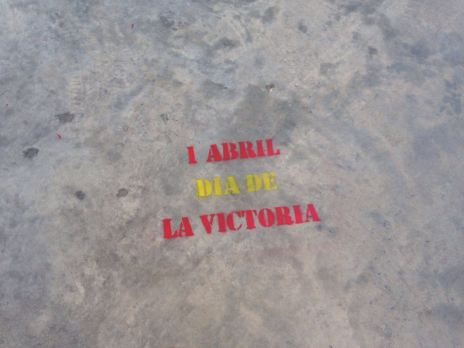 1 ABRIL
DIA DE
LA VICTORIA